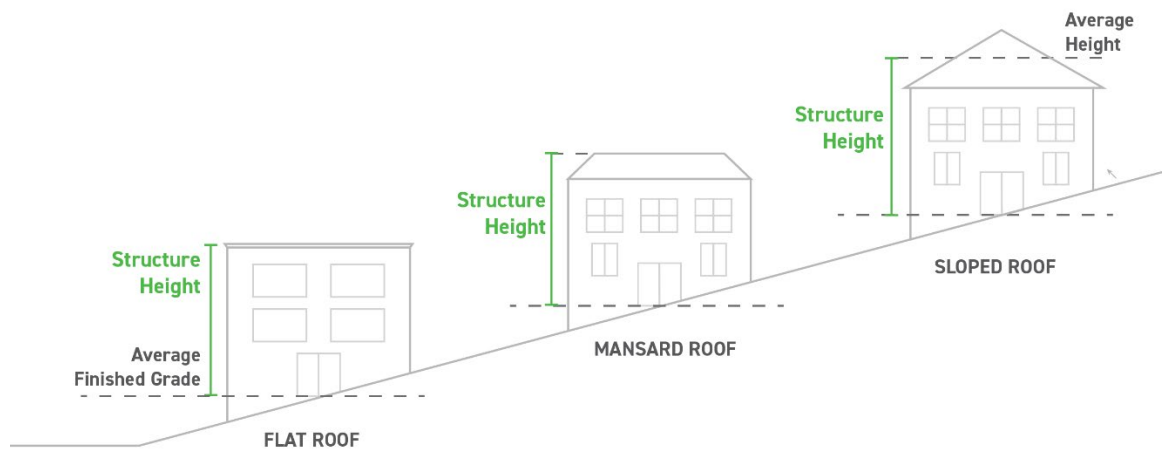 Average
Height
Structure
Height
SLOPED ROOF
Structure
Height
MANSARD ROOF
Structure
Height
Average
Finished Grade
FLAT ROOF